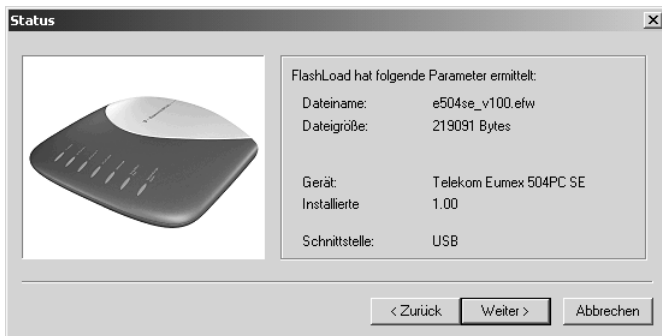 Status
FlashLoad hat folgende Parameter ermittelt:
Dateiname: e504se_v100.efw
Dateigröße: 219091 Bytes
Gerät: Telekom Eumex 504PC SE
Installierte 1.00
Schnittstelle: USB
< Zurück Weiter > Abbrechen